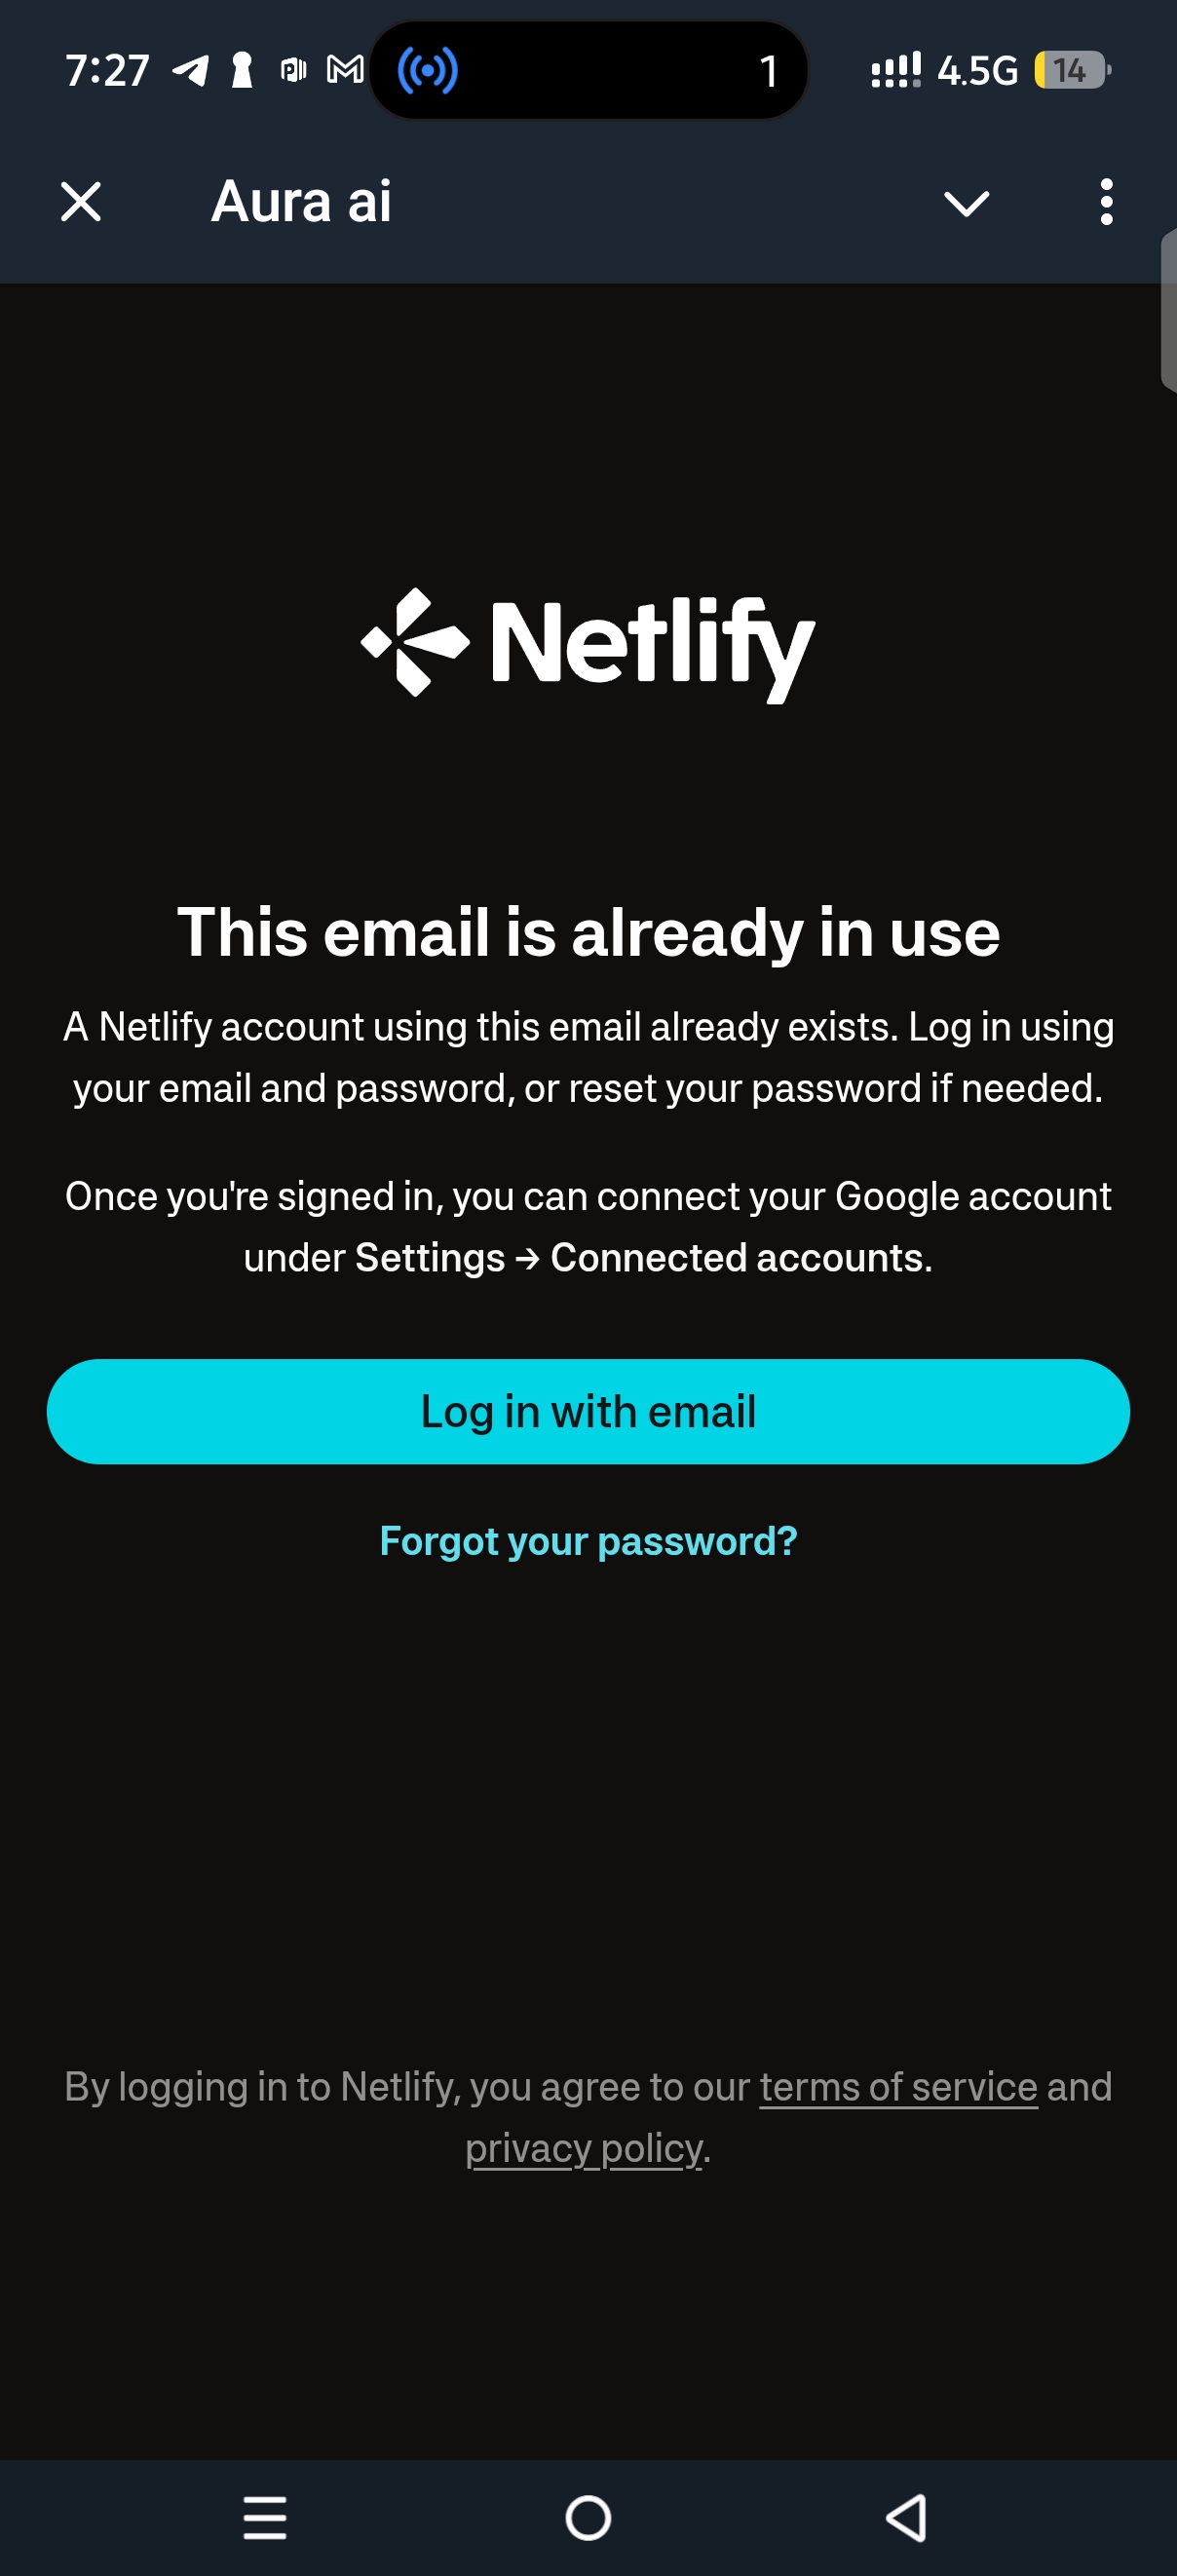 7:27
1
4.5G
14
Aura ai
Netlify
This email is already in use
A Netlify account using this email already exists. Log in using
your email and password, or reset your password if needed.
Once you're signed in, you can connect your Google account
under Settings → Connected accounts.
Log in with email
Forgot your password?
By logging in to Netlify, you agree to our terms of service and
privacy policy.